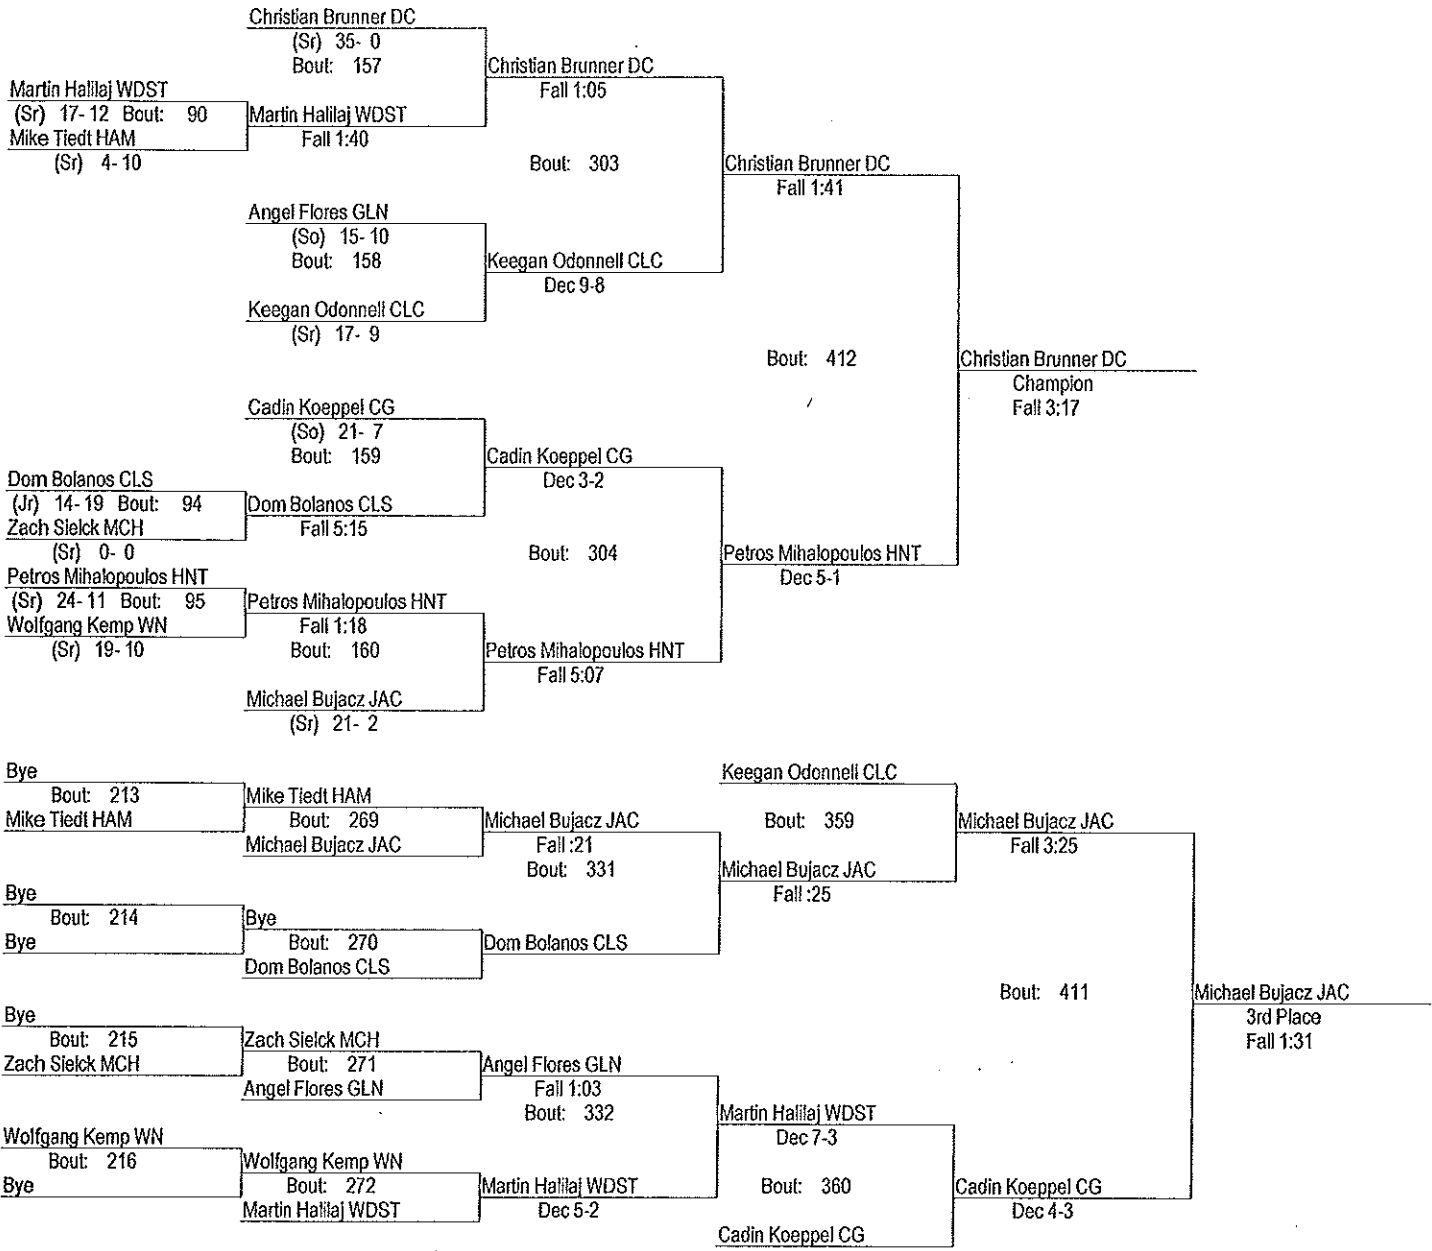 Christian Brunner DC
(Sr) 35- 0
Bout: 157
Christian Brunner DC
Fall 1:05
Martin Halilaj WDST
(Sr) 17- 12 Bout: 90
Mike Tiedt HAM
(Sr) 4- 10
Martin Halilaj WDST
Fall 1:40
Bout: 303
Christian Brunner DC
Fall 1:41
Angel Flores GLN
(So) 15- 10
Bout: 158
Keegan Odonnell CLC
Dec 9-8
Keegan Odonnell CLC
(Sr) 17- 9
Bout: 412
Christian Brunner DC
Champion
Fall 3:17
Cadin Koeppel CG
(So) 21- 7
Bout: 159
Cadin Koeppel CG
Dec 3-2
Dom Bolanos CLS
(Jr) 14- 19 Bout: 94
Zach Sielck MCH
(Sr) 0- 0
Dom Bolanos CLS
Fall 5:15
Bout: 304
Petros Mihalopoulos HNT
Dec 5-1
Petros Mihalopoulos HNT
(Sr) 24- 11 Bout: 95
Wolfgang Kemp WN
(Sr) 19- 10
Petros Mihalopoulos HNT
Fall 1:18
Bout: 160
Petros Mihalopoulos HNT
Fall 5:07
Michael Bujacz JAC
(Sr) 21- 2
Bye
Bout: 213
Mike Tiedt HAM
Mike Tiedt HAM
Bout: 269
Michael Bujacz JAC
Michael Bujacz JAC
Fall :21
Bout: 331
Keegan Odonnell CLC
Bout: 359
Michael Bujacz JAC
Fall :25
Michael Bujacz JAC
Fall 3:25
Bye
Bout: 214
Bye
Bye
Bout: 270
Dom Bolanos CLS
Dom Bolanos CLS
Bout: 411
Michael Bujacz JAC
3rd Place
Fall 1:31
Bye
Bout: 215
Zach Sielck MCH
Zach Sielck MCH
Bout: 271
Angel Flores GLN
Angel Flores GLN
Fall 1:03
Bout: 332
Martin Halilaj WDST
Dec 7-3
Wolfgang Kemp WN
Bout: 216
Bye
Wolfgang Kemp WN
Bout: 272
Martin Halilaj WDST
Martin Halilaj WDST
Dec 5-2
Bout: 360
Cadin Koeppel CG
Cadin Koeppel CG
Dec 4-3